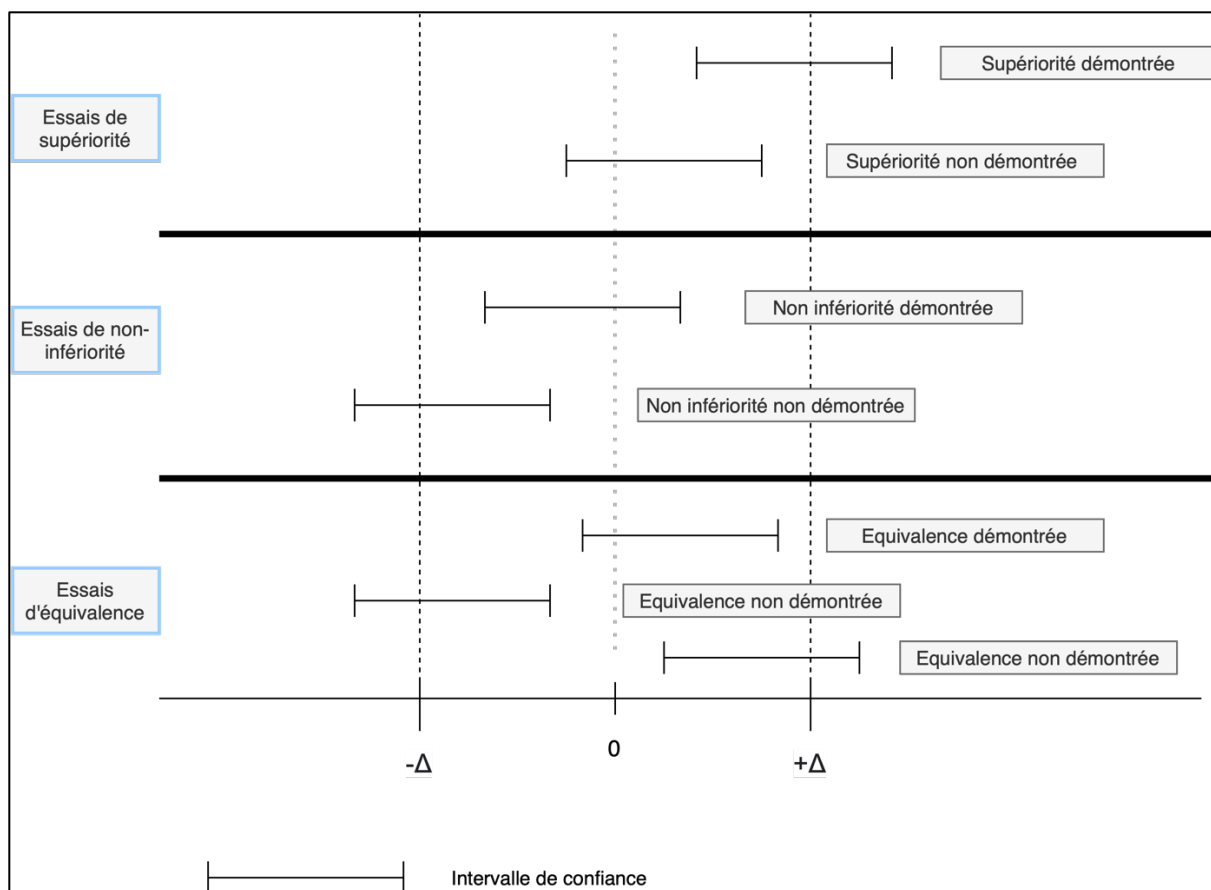 Supériorité démontrée
Essais de
supériorité
Supériorité non démontrée
Non infériorité démontrée
Essais de non-
infériorité
Non infériorité non démontrée
Equivalence démontrée
Essais
d'équivalence
Equivalence non démontrée
Equivalence non démontrée
-Δ
0
+Δ
Intervalle de confiance